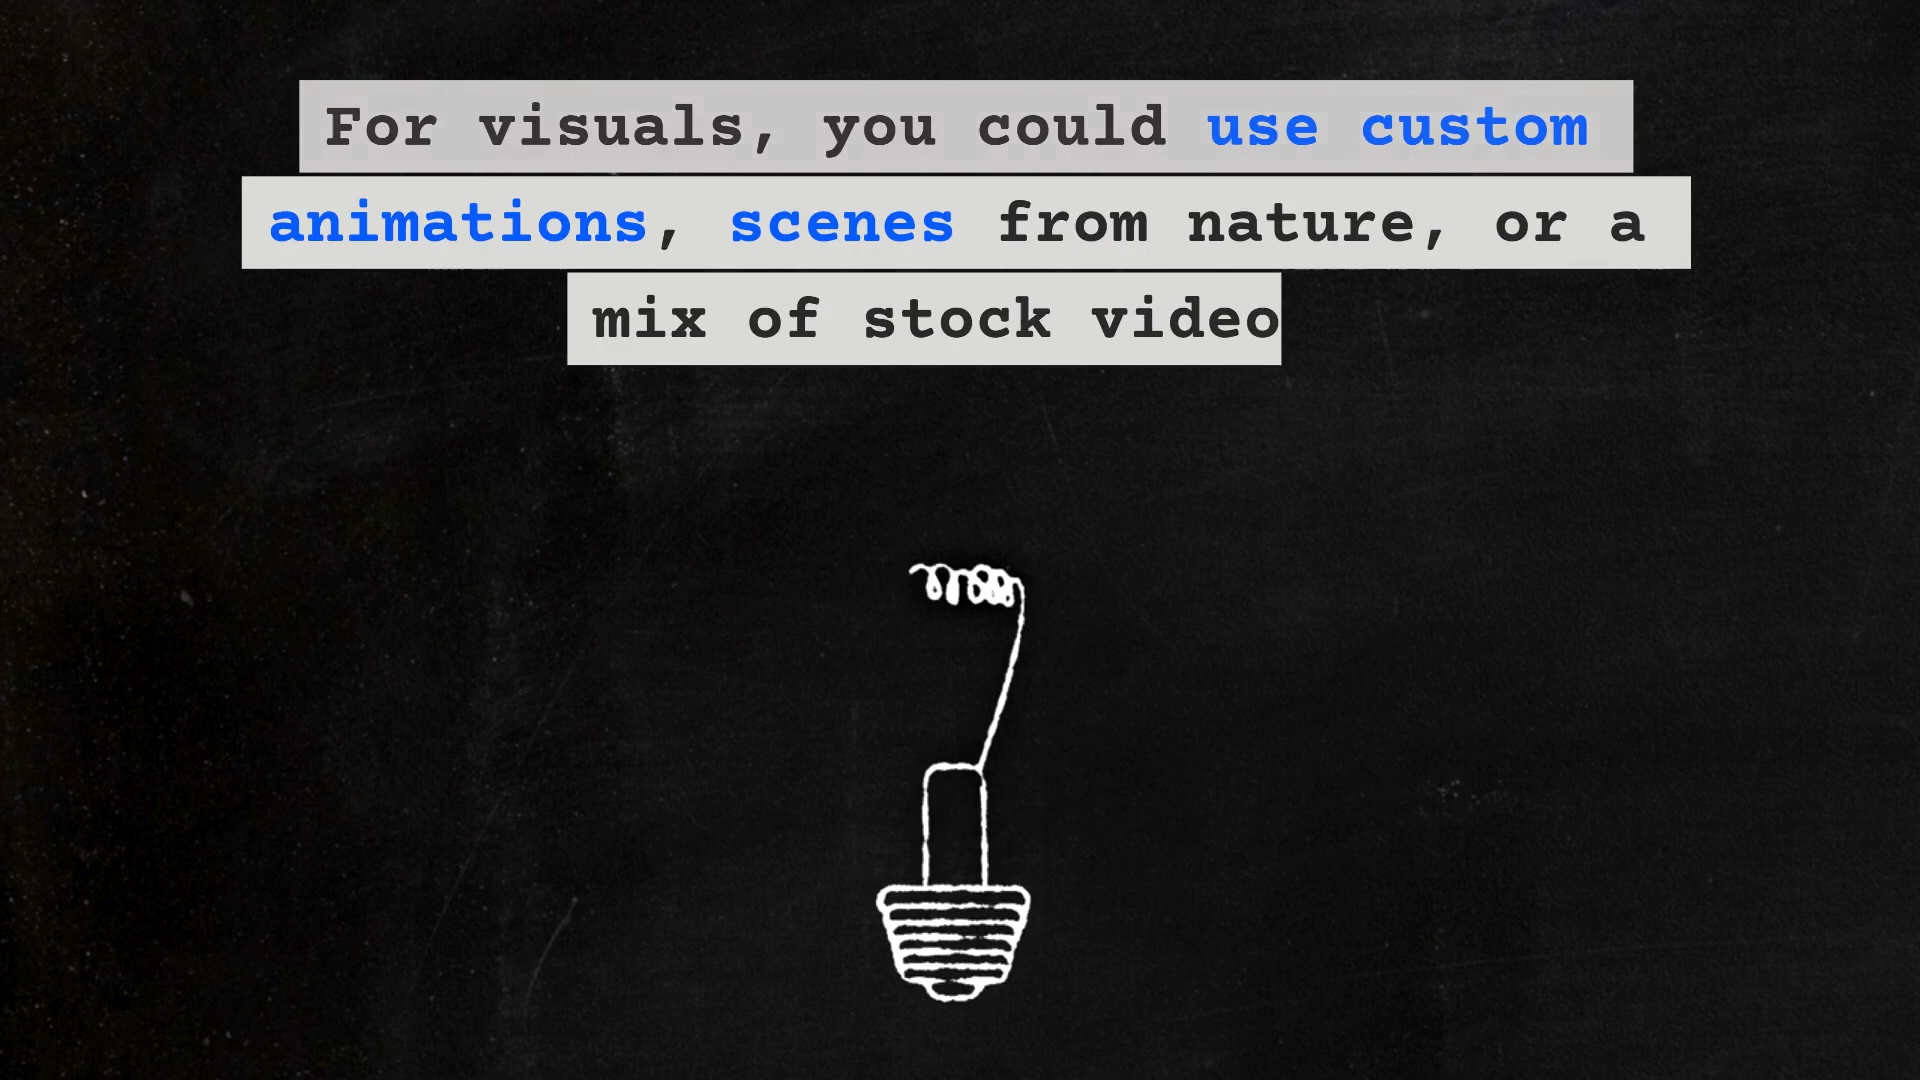 For visuals, you could use custom
animations, scenes from nature, or a
mix of stock video